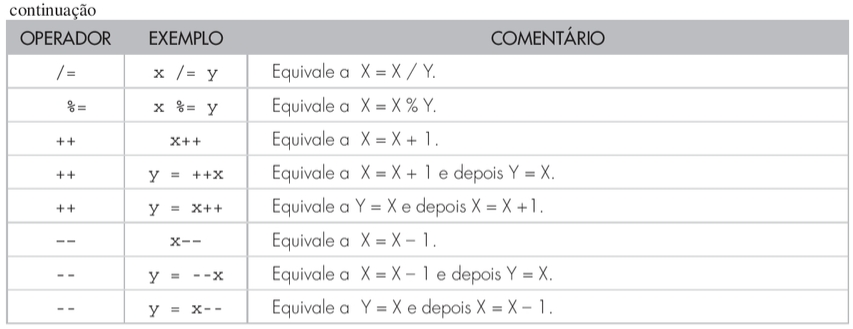 continuação
OPERADOR EXEMPLO COMENTÁRIO
/= x /= y Equivale a X = X / Y.
%= x %= y Equivale a X = X % Y.
++ x++ Equivale a X = X + 1.
++ y = ++x Equivale a X = X + 1 e depois Y = X.
++ y = x++ Equivale a Y = X e depois X = X +1.
-- x-- Equivale a X = X – 1.
-- y = --x Equivale a X = X – 1 e depois Y = X.
-- y = x-- Equivale a Y = X e depois X = X – 1.